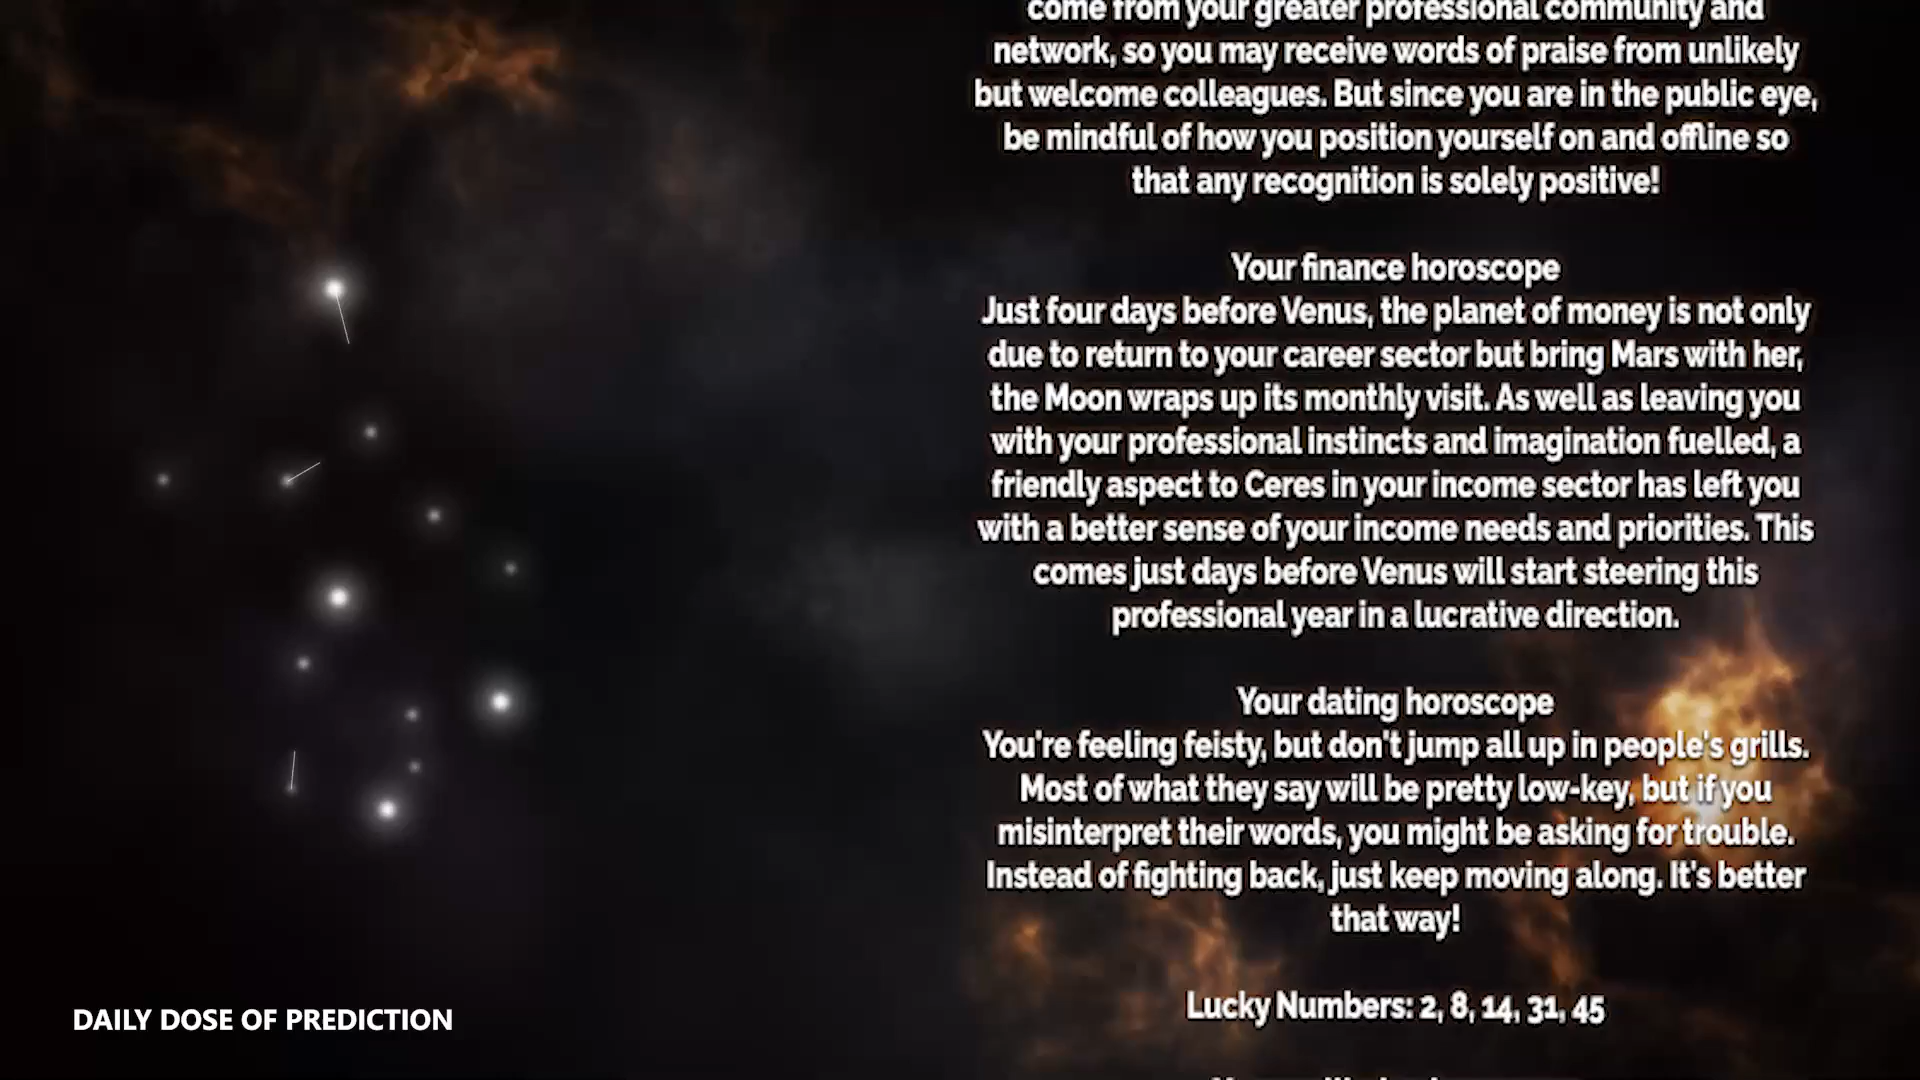 come from your greater professional community and
network, so you may receive words of praise from unlikely
but welcome colleagues. But since you are in the public eye,
be mindful of how you position yourself on and offline so
that any recognition is solely positive!
Your finance horoscope
Just four days before Venus, the planet of money is not only
due to return to your career sector but bring Mars with her,
the Moon wraps up its monthly visit. As well as leaving you
with your professional instincts and imagination fuelled, a
friendly aspect to Ceres in your income sector has left you
with a better sense of your income needs and priorities. This
comes just days before Venus will start steering this
professional year in a lucrative direction.
Your dating horoscope
You're feeling feisty, but don't jump all up in people's grills.
Most of what they say will be pretty low-key, but if you
misinterpret their words, you might be asking for trouble.
Instead of fighting back, just keep moving along. It's better
that way!
Lucky Numbers: 2, 8, 14, 31, 45
DAILY DOSE OF PREDICTION